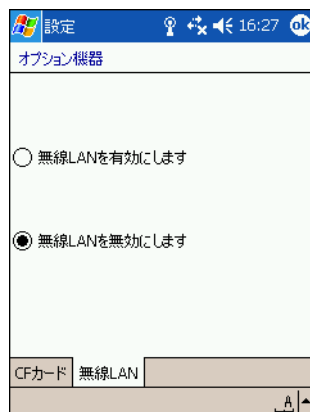 設定 16:27 ok
オプション機器
無線LANを有効にします
無線LANを無効にします
CFカード 無線LAN
A